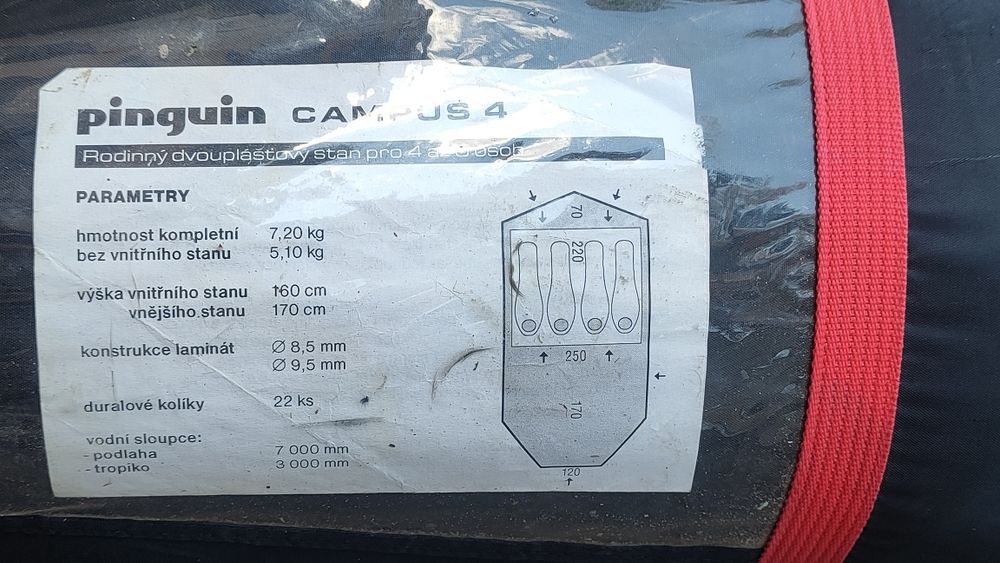 pinguin CAMPUS 4
Rodinný dvouplášťový stan pro 4 až osob
PARAMETRY
hmotnost kompletní 7,20 kg
bez vnitřního stanu 5,10 kg
výška vnitřního stanu 160 cm
vnějšího stanu 170 cm
konstrukce laminát Ø 8,5 mm
Ø 9,5 mm
duralové kolíky 22 ks
vodní sloupce:
- podlaha 7 000 mm
- tropiko 3 000 mm
70
220
250
170
120